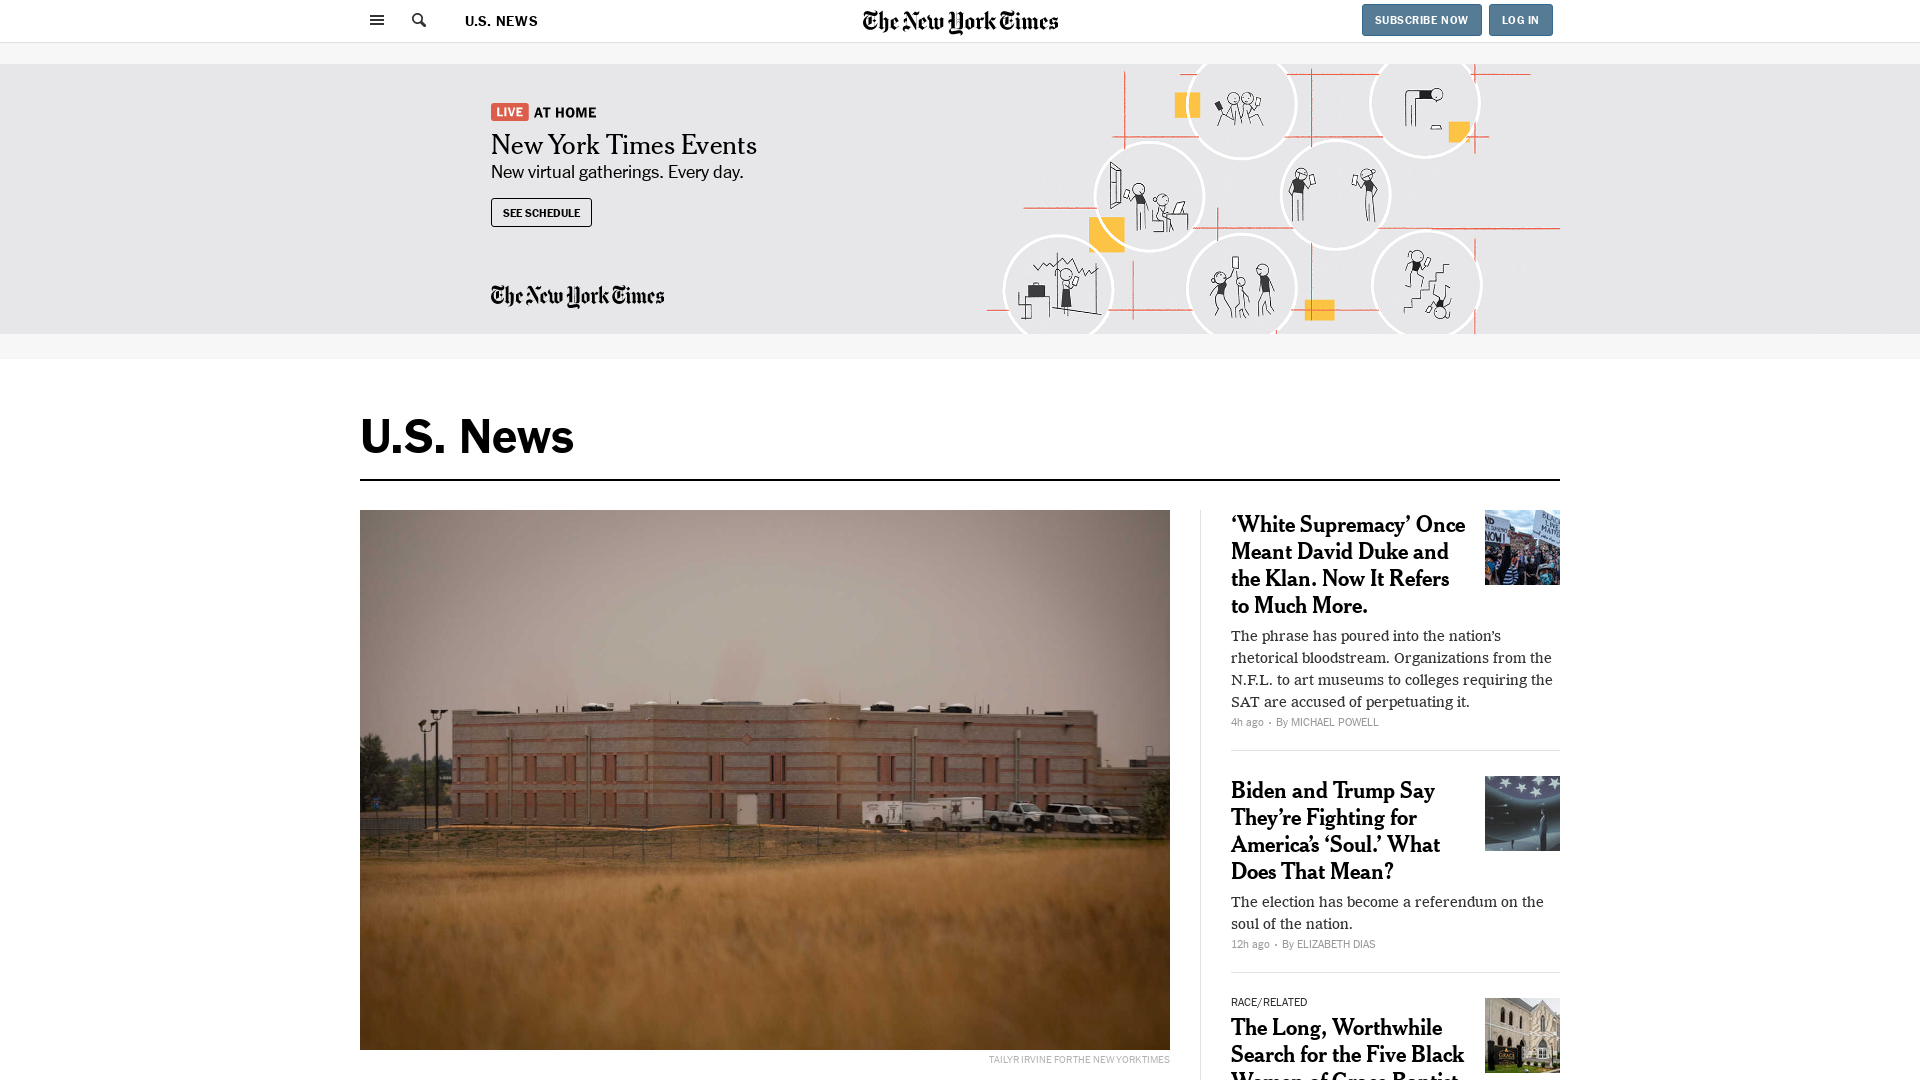 U.S. NEWS
The New York Times
SUBSCRIBE NOW
LOG IN
LIVE AT HOME
New York Times Events
New virtual gatherings. Every day.
SEE SCHEDULE
The New York Times
U.S. News
TAILYR IRVINE FOR THE NEW YORK TIMES
‘White Supremacy’ Once
Meant David Duke and
the Klan. Now It Refers
to Much More.
The phrase has poured into the nation’s
rhetorical bloodstream. Organizations from the
N.F.L. to art museums to colleges requiring the
SAT are accused of perpetuating it.
4h ago • By MICHAEL POWELL
Biden and Trump Say
They’re Fighting for
America’s ‘Soul.’ What
Does That Mean?
The election has become a referendum on the
soul of the nation.
12h ago • By ELIZABETH DIAS
RACE/RELATED
The Long, Worthwhile
Search for the Five Black
Women of Grace Baptist